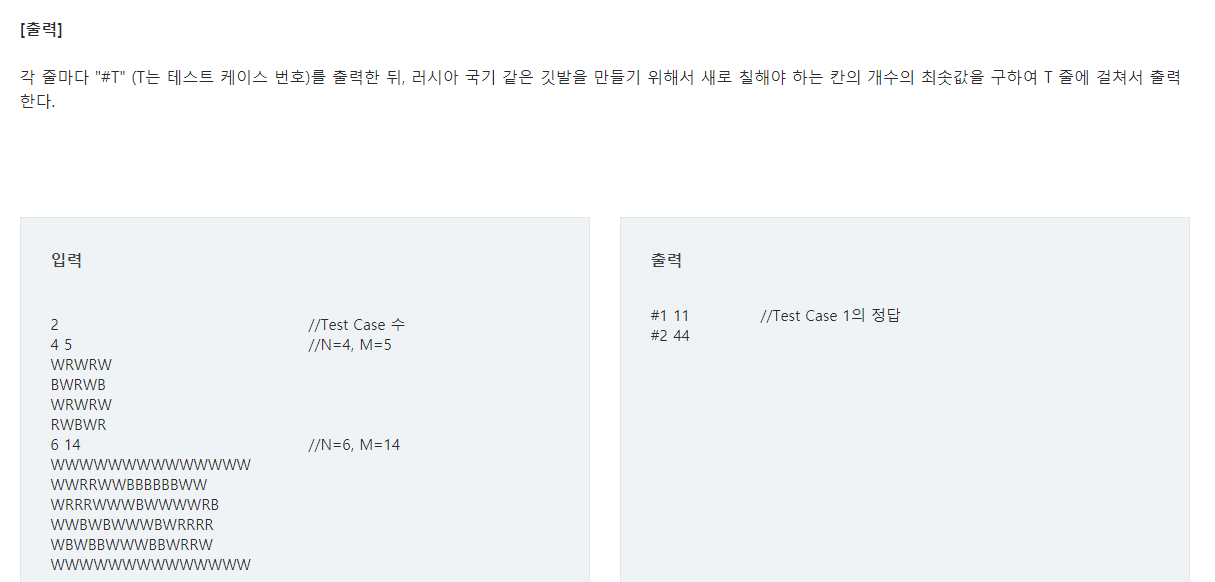 [출력]
각 줄마다 "#T" (T는 테스트 케이스 번호)를 출력한 뒤, 러시아 국기 같은 깃발을 만들기 위해서 새로 칠해야 하는 칸의 개수의 최솟값을 구하여 T 줄에 걸쳐서 출력
한다.
입력
2 //Test Case 수
4 5 //N=4, M=5
WRWRW
BWRWB
WRWRW
RWBWR
6 14 //N=6, M=14
WWWWWWWWWWWWWW
WWRRWWBBBBBBWW
WRRRWWWBWWWWRB
WWBWBWWWBWRRRR
WBWBBWWWBBWRRW
WWWWWWWWWWWWWW
출력
#1 11 //Test Case 1의 정답
#2 44